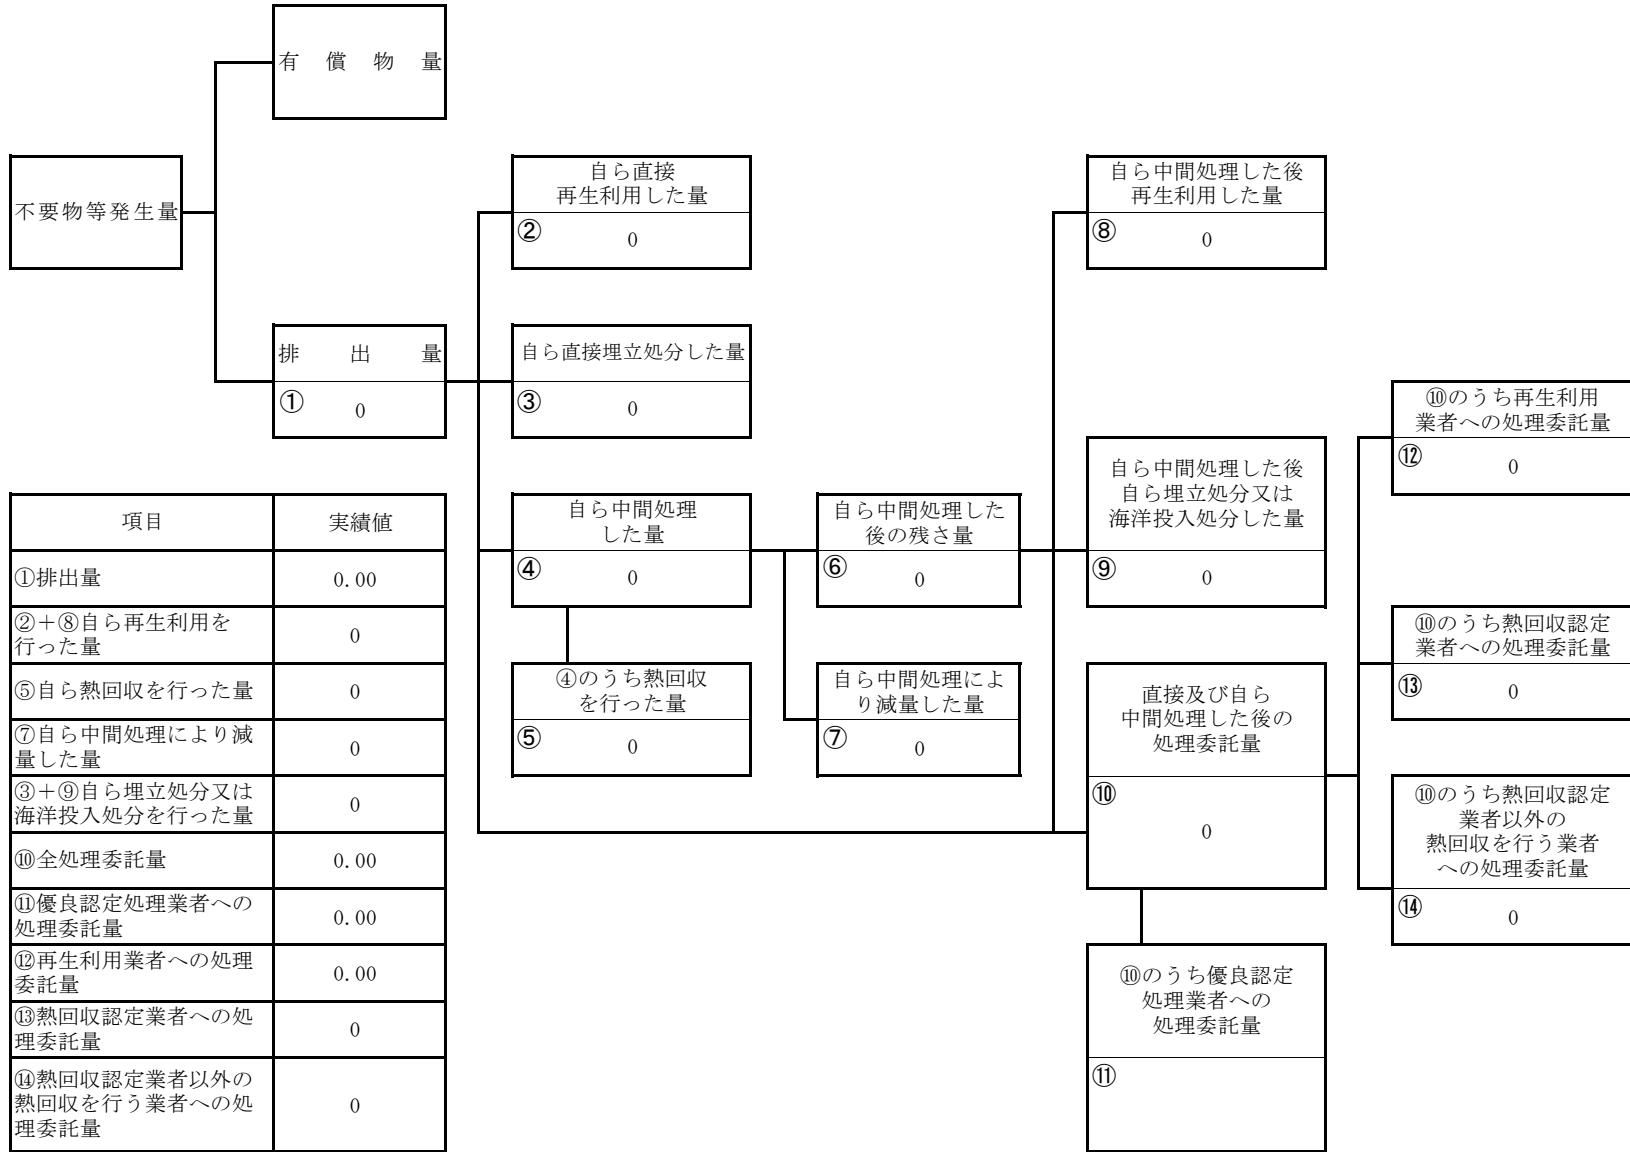 有償物量
不要物等発生量
自ら直接
再生利用した量
② 0
自ら中間処理した後
再生利用した量
⑧ 0
排出量
① 0
自ら直接埋立処分した量
③ 0
⑩のうち再生利用
業者への処理委託量
⑫ 0
自ら中間処理
した量
④ 0
自ら中間処理した
後の残さ量
⑥ 0
自ら中間処理した後
自ら埋立処分又は
海洋投入処分した量
⑨ 0
⑩のうち熱回収認定
業者への処理委託量
⑬ 0
④のうち熱回収
を行った量
⑤ 0
自ら中間処理によ
り減量した量
⑦ 0
直接及び自ら
中間処理した後の
処理委託量
⑩
0
⑩のうち熱回収認定
業者以外の
熱回収を行う業者
への処理委託量
⑭ 0
⑩のうち優良認定
処理業者への
処理委託量
⑪
項目 実績値
①排出量 0.00
②+⑧自ら再生利用を
行った量 0
⑤自ら熱回収を行った量 0
⑦自ら中間処理により減
量した量 0
③+⑨自ら埋立処分又は
海洋投入処分を行った量 0
⑩全処理委託量 0.00
⑪優良認定処理業者への
処理委託量 0.00
⑫再生利用業者への処理
委託量 0.00
⑬熱回収認定業者への処
理委託量 0
⑭熱回収認定業者以外の
熱回収を行う業者への処
理委託量 0